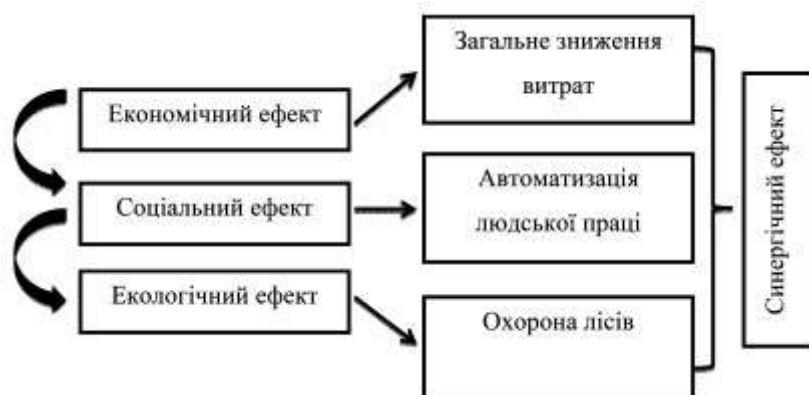 Загальне зниження
витрат
Економічний ефект
Автоматизація
людської праці
Соціальний ефект
Екологічний ефект
Охорона лісів
Синергічний ефект